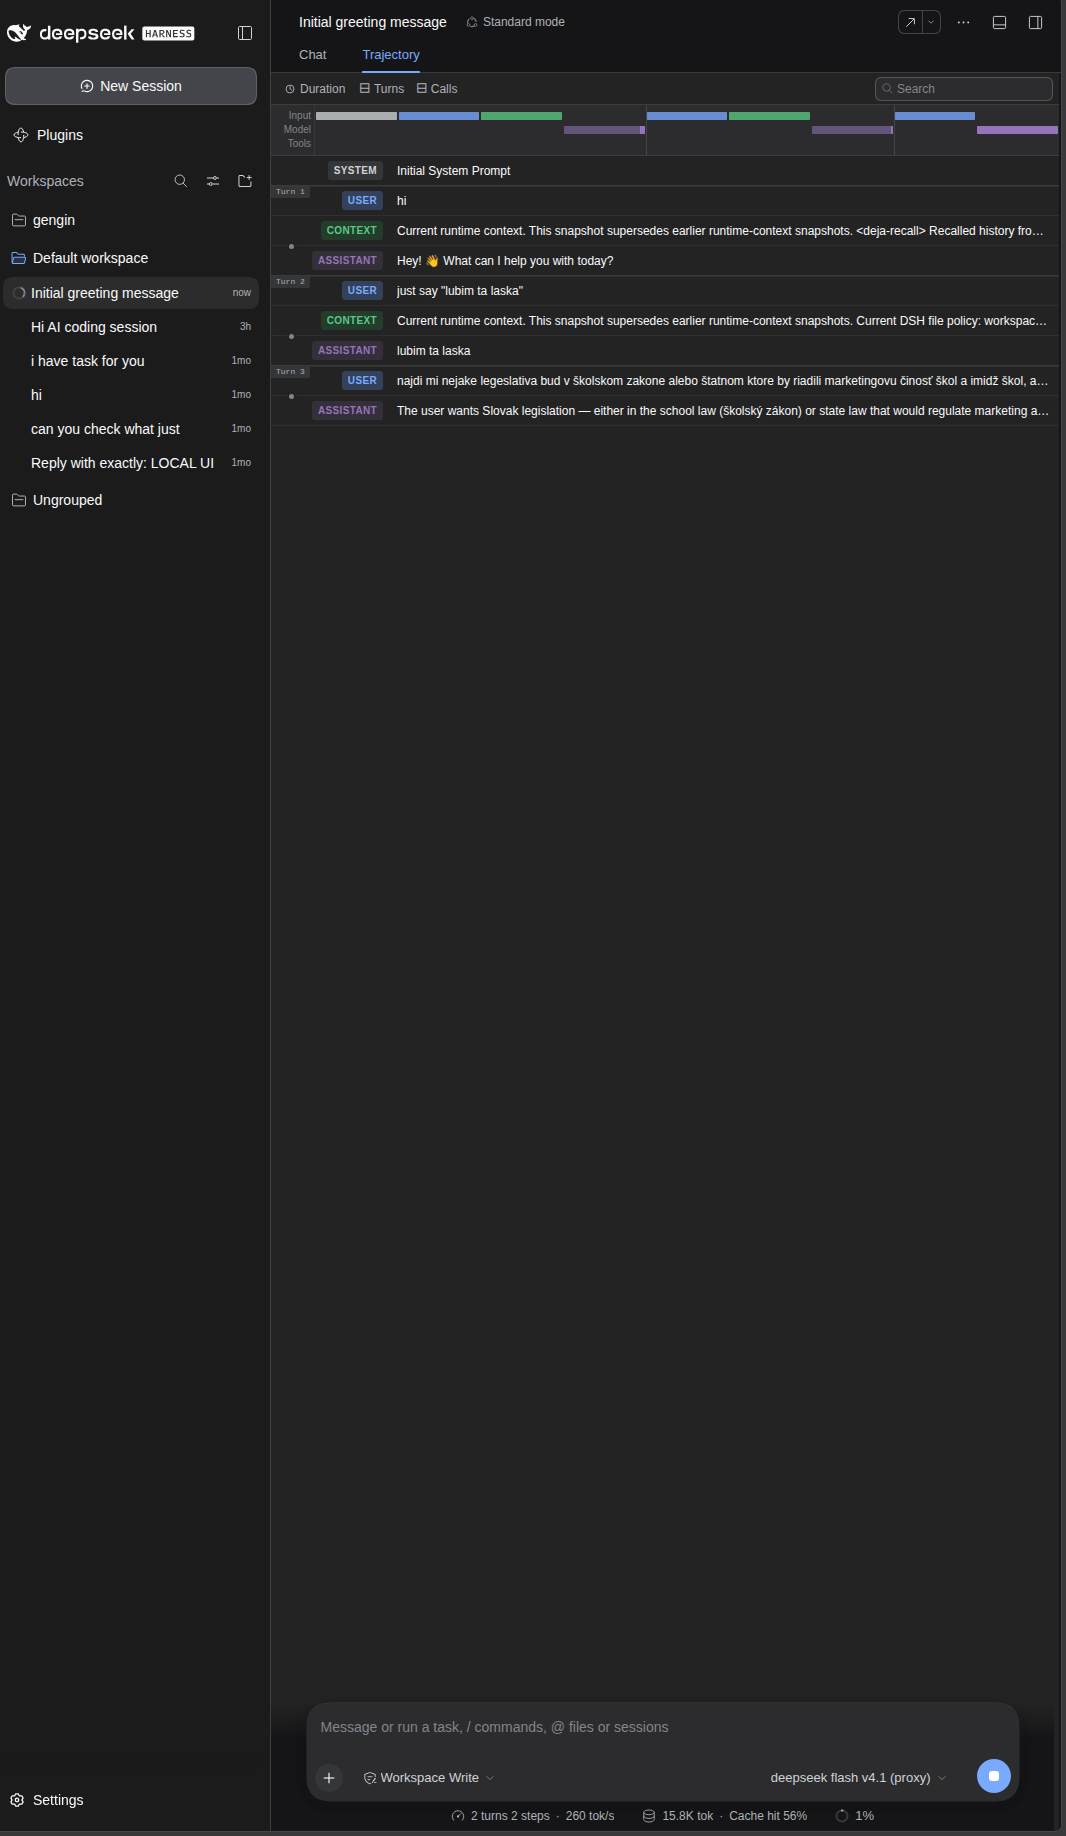 deepseek HARNESS
New Session
Plugins
Workspaces
gengin
Default workspace
Initial greeting message now
Hi AI coding session 3h
i have task for you 1mo
hi 1mo
can you check what just 1mo
Reply with exactly: LOCAL UI 1mo
Ungrouped
Settings
Initial greeting message Standard mode
Chat Trajectory
Duration Turns Calls Search
Input
Model
Tools
SYSTEM Initial System Prompt
Turn 1
USER hi
CONTEXT Current runtime context. This snapshot supersedes earlier runtime-context snapshots. <deja-recall> Recalled history fro…
ASSISTANT Hey! 👋 What can I help you with today?
Turn 2
USER just say "lubim ta laska"
CONTEXT Current runtime context. This snapshot supersedes earlier runtime-context snapshots. Current DSH file policy: workspac…
ASSISTANT lubim ta laska
Turn 3
USER najdi mi nejake legeslativa bud v školskom zakone alebo štatnom ktore by riadili marketingovu činosť škol a imidž škol, a…
ASSISTANT The user wants Slovak legislation — either in the school law (školský zákon) or state law that would regulate marketing a…
Message or run a task, / commands, @ files or sessions
Workspace Write deepseek flash v4.1 (proxy)
2 turns 2 steps · 260 tok/s 15.8K tok · Cache hit 56% 1%